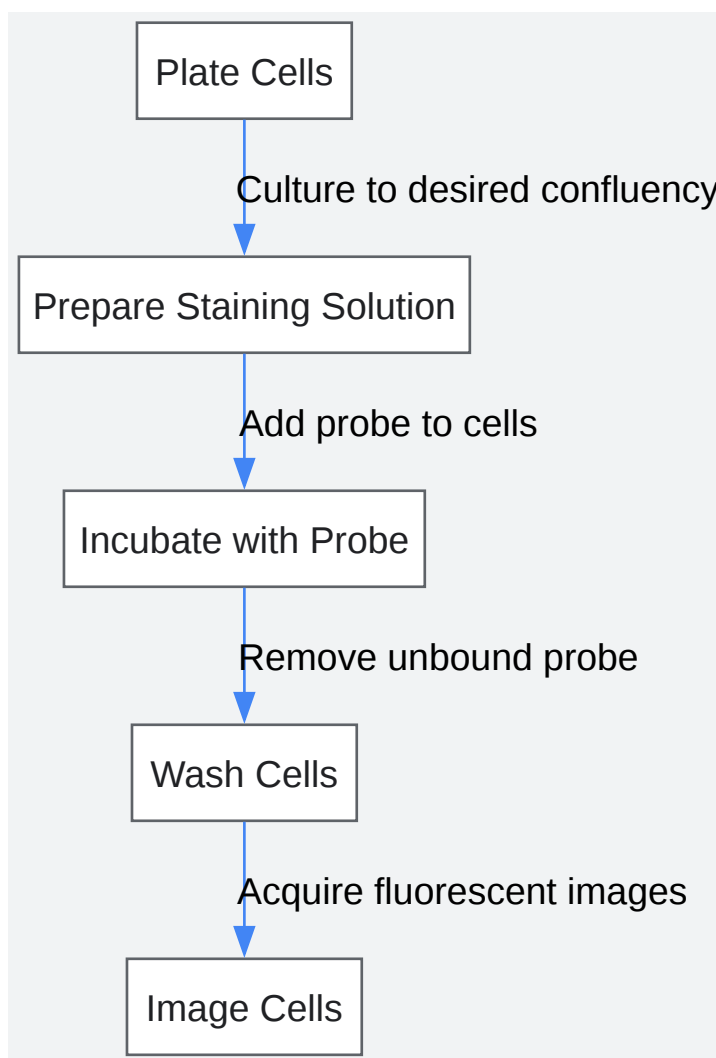 Plate Cells
Culture to desired confluency
Prepare Staining Solution
Add probe to cells
Incubate with Probe
Remove unbound probe
Wash Cells
Acquire fluorescent images
Image Cells